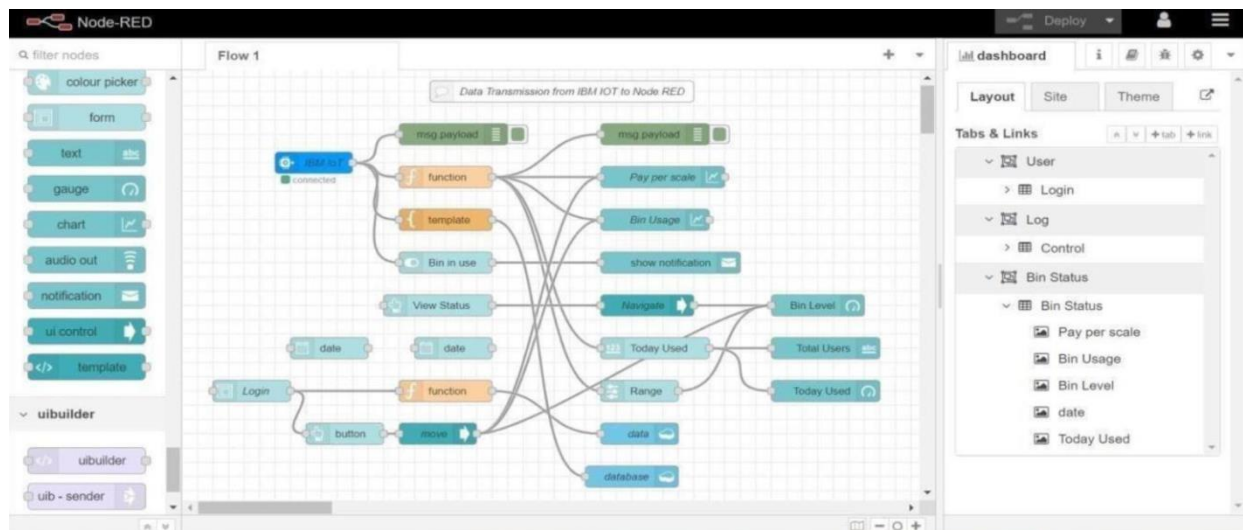 Node-RED
Deploy
filter nodes
colour picker
form
text
abc
gauge
chart
audio out
notification
ui control
template
uibuilder
uibuilder
uib - sender
Flow 1
Data Transmission from IBM IOT to Node RED
msg.payload
msg.payload
IBM IoT
connected
function
Pay per scale
template
Bin Usage
Bin in use
show notification
View Status
Navigate
Bin Level
date
date
Today Used
Total Users
abc
Login
function
Range
Today Used
button
move
data
database
dashboard
i
Layout
Site
Theme
Tabs & Links
+ tab
+ link
User
Login
Log
Control
Bin Status
Bin Status
Pay per scale
Bin Usage
Bin Level
date
Today Used